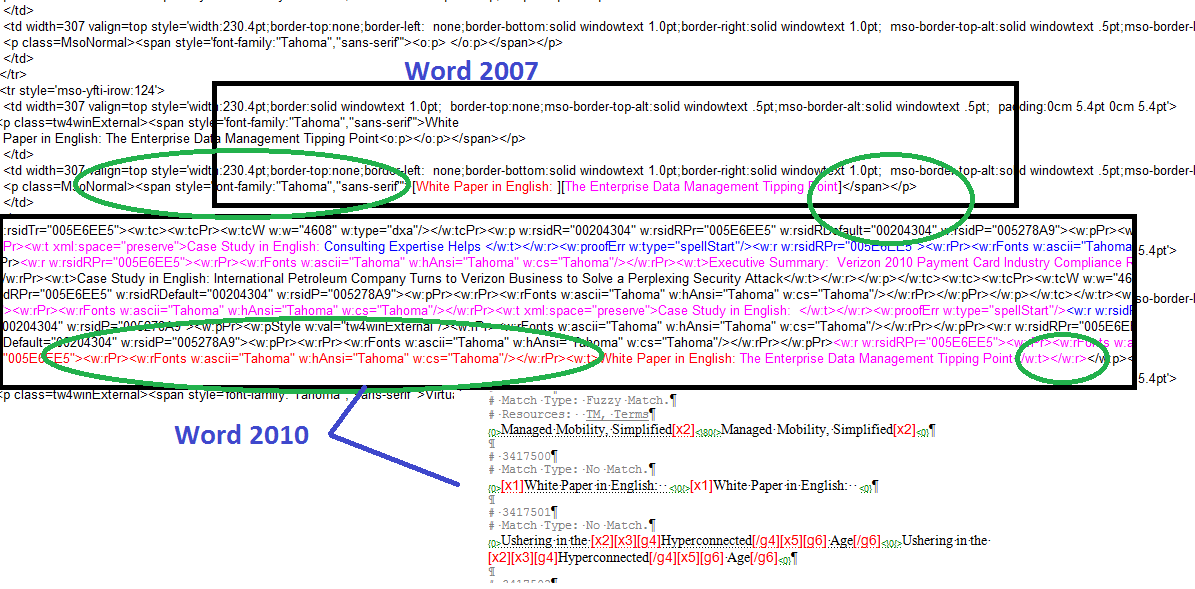 </td>
<td width=307 valign=top style='width:230.4pt;border-top:none;border-left:  none;border-bottom:solid windowtext 1.0pt;border-right:solid windowtext 1.0pt;  mso-border-top-alt:solid windowtext .5pt;mso-border-l
<p class=MsoNormal><span style='font-family:"Tahoma","sans-serif"><o:p> </o:p></span></p>
</td>
</tr>
Word 2007
<tr style='mso-yfti-irow:124'>
<td width=307 valign=top style='width:230.4pt;border:solid windowtext 1.0pt;  border-top:none;mso-border-top-alt:solid windowtext .5pt;mso-border-alt:solid windowtext .5pt;  padding:0cm 5.4pt 0cm 5.4pt'>
<p class=tw4winExternal><span style='font-family:"Tahoma","sans-serif">White
Paper in English: The Enterprise Data Management Tipping Point<o:p></o:p></span></p>
</td>
<td width=307 valign=top style='width:230.4pt;border-top:none;border-left:  none;border-bottom:solid windowtext 1.0pt;border-right:solid windowtext 1.0pt;  mso-border-top-alt:solid windowtext .5pt;mso-border-l
<p class=MsoNormal><span style='font-family:"Tahoma","sans-serif"> [White Paper in English: ][The Enterprise Data Management Tipping Point]</span></p>
</td>
:rsidTr="005E6EE5"><w:tc><w:tcPr><w:tcW w:w="4608" w:type="dxa"/></w:tcPr><w:p w:rsidR="00204304" w:rsidRPr="005E6EE5" w:rsidRDefault="00204304" w:rsidP="005278A9"><w:pPr><w
Pr><w:t xml:space="preserve">Case Study in English: Consulting Expertise Helps </w:t></w:r><w:proofErr w:type="spellStart"/><w:r w:rsidRPr="005E6EE5"><w:rPr><w:rFonts w:ascii="Tahoma
5.4pt'>
Pr><w:r w:rsidRPr="005E6EE5"><w:rPr><w:rFonts w:ascii="Tahoma" w:hAnsi="Tahoma" w:cs="Tahoma"/></w:rPr><w:t>Executive Summary:  Verizon 2010 Payment Card Industry Compliance R
/w:rPr><w:t>Case Study in English: International Petroleum Company Turns to Verizon Business to Solve a Perplexing Security Attack</w:t></w:r></w:p></w:tc><w:tc><w:tcPr><w:tcW w:w="46
dRPr="005E6EE5" w:rsidRDefault="00204304" w:rsidP="005278A9"><w:pPr><w:rPr><w:rFonts w:ascii="Tahoma" w:hAnsi="Tahoma" w:cs="Tahoma"/></w:rPr></w:pPr></w:p></w:tc></w:tr><w
so-border-l
><w:rPr><w:rFonts w:ascii="Tahoma" w:hAnsi="Tahoma" w:cs="Tahoma"/></w:rPr><w:t xml:space="preserve">Case Study in English:  </w:t></w:r><w:proofErr w:type="spellStart"/><w:r w:rsid
00204304" w:rsidP="005278A9"><w:pPr><w:pStyle w:val="tw4winExternal"/><w:rPr><w:rFonts w:ascii="Tahoma" w:hAnsi="Tahoma" w:cs="Tahoma"/></w:rPr></w:pPr><w:r w:rsidRPr="005E6EE
Default="00204304" w:rsidP="005278A9"><w:pPr><w:rPr><w:rFonts w:ascii="Tahoma" w:hAnsi="Tahoma" w:cs="Tahoma"/></w:rPr></w:pPr><w:r w:rsidRPr="005E6EE5"><w:rPr><w:rFonts w:a
"005E6EE5"><w:rPr><w:rFonts w:ascii="Tahoma" w:hAnsi="Tahoma" w:cs="Tahoma"/></w:rPr><w:t>White Paper in English: The Enterprise Data Management Tipping Point</w:t></w:r></w:p><
5.4pt'>
<p class=tw4winExternal><span style='font-family:"Tahoma","sans-serif">Virtu
Word 2010
# Match Type: Fuzzy Match.¶
# Resources: TM, Terms¶
{0>Managed Mobility, Simplified[x2]<}80{>Managed Mobility, Simplified[x2]<0}¶
¶
# 3417500¶
# Match Type: No Match.¶
{0>[x1]White Paper in English: <}0{>[x1]White Paper in English: <0}¶
¶
# 3417501¶
# Match Type: No Match.¶
{0>Ushering in the [x2][x3][g4]Hyperconnected[/g4][x5][g6] Age[/g6]<}0{>Ushering in the
[x2][x3][g4]Hyperconnected[/g4][x5][g6] Age[/g6]<0}¶
¶